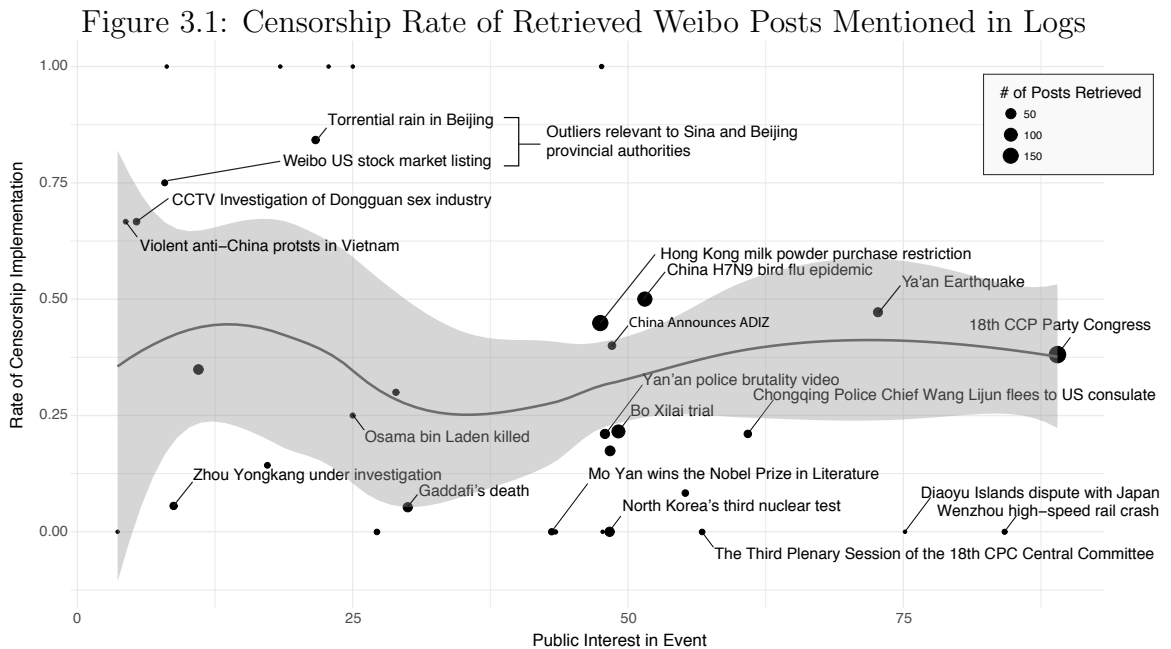 Figure 3.1: Censorship Rate of Retrieved Weibo Posts Mentioned in Logs
1.00
# of Posts Retrieved
50
100
150
Torrential rain in Beijing
Outliers relevant to Sina and Beijing
provincial authorities
Weibo US stock market listing
0.75
CCTV Investigation of Dongguan sex industry
Violent anti-China protsts in Vietnam
Hong Kong milk powder purchase restriction
China H7N9 bird flu epidemic
Ya'an Earthquake
0.50
China Announces ADIZ
18th CCP Party Congress
Yan'an police brutality video
Chongqing Police Chief Wang Lijun flees to US consulate
Bo Xilai trial
0.25
Osama bin Laden killed
Zhou Yongkang under investigation
Mo Yan wins the Nobel Prize in Literature
Gaddafi's death
Diaoyu Islands dispute with Japan
North Korea's third nuclear test
Wenzhou high-speed rail crash
0.00
The Third Plenary Session of the 18th CPC Central Committee
0
25
50
75
Public Interest in Event
Rate of Censorship Implementation